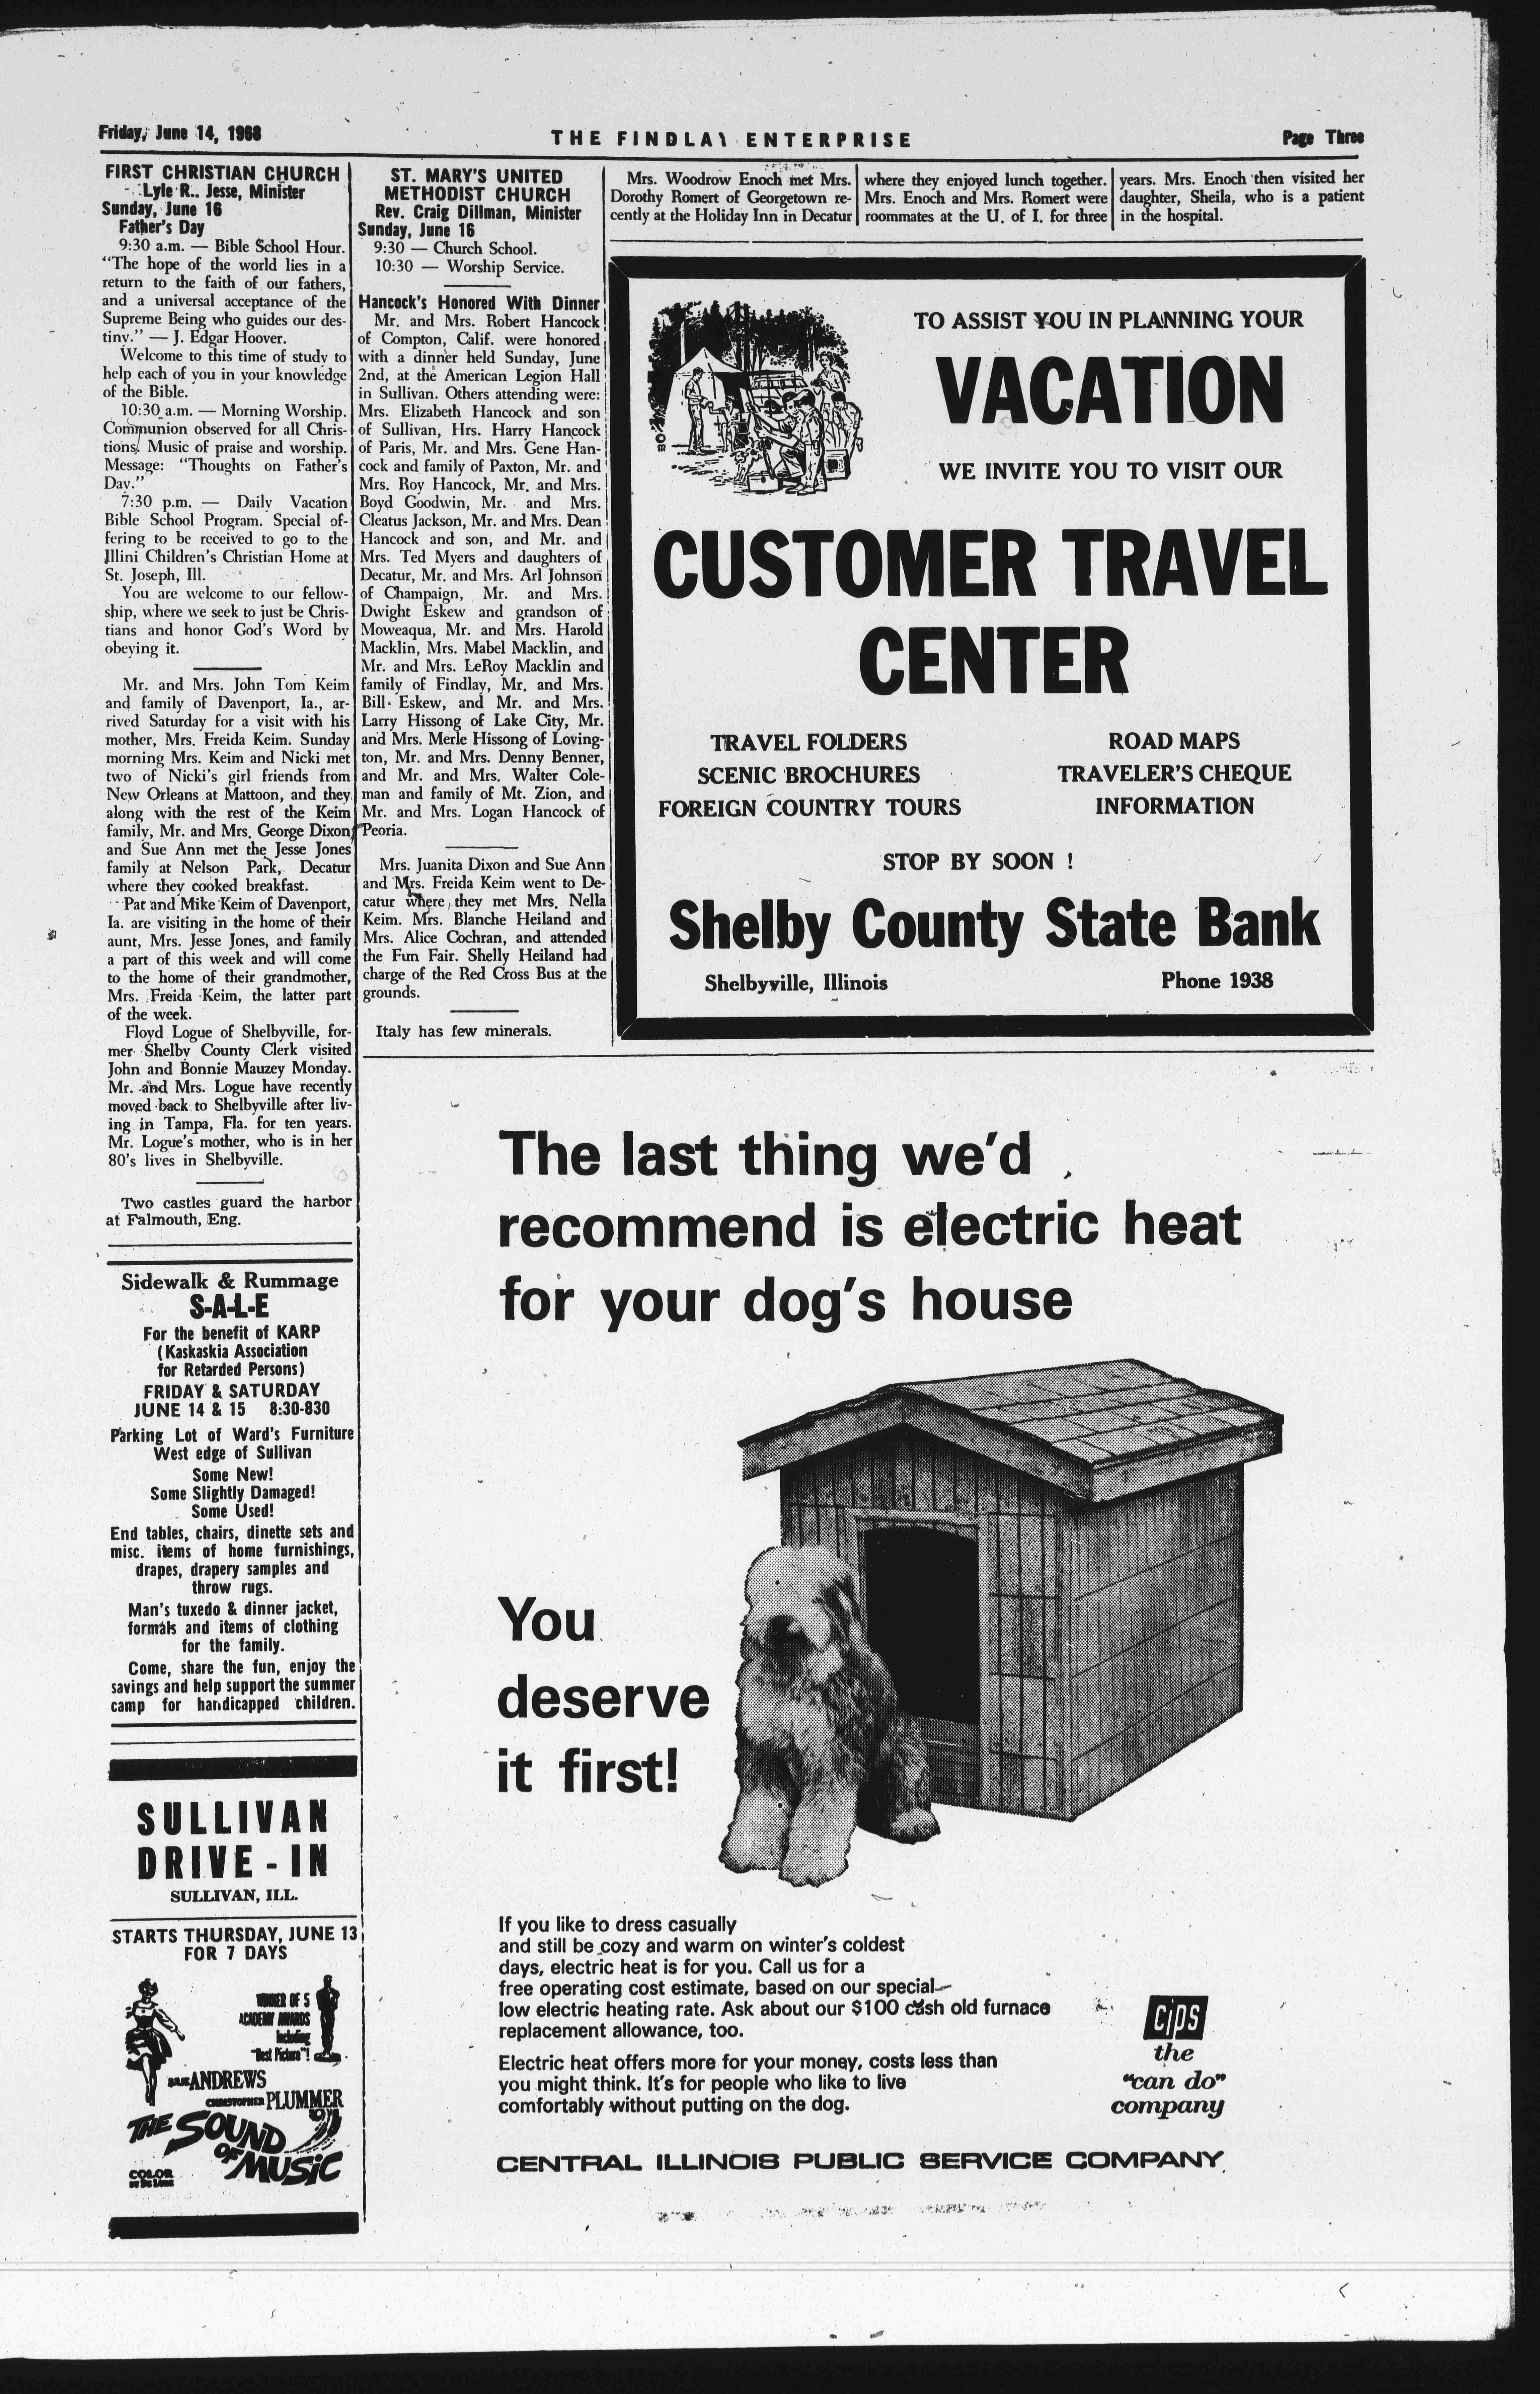 Friday, June 14, 1968
THE FINDLAY ENTERPRISE
Page Three
FIRST CHRISTIAN CHURCH
Lyle R. Jesse, Minister
Sunday, June 16
Father's Day
9:30 a.m. — Bible School Hour.
"The hope of the world lies in a
return to the faith of our fathers,
and a universal acceptance of the
Supreme Being who guides our des-
tiny." — J. Edgar Hoover.
Welcome to this time of study to
help each of you in your knowledge
of the Bible.
10:30 a.m. — Morning Worship.
Communion observed for all Chris-
tions. Music of praise and worship.
Message: "Thoughts on Father's
Day."
7:30 p.m. — Daily Vacation
Bible School Program. Special of-
fering to be received to go to the
Illini Children's Christian Home at
St. Joseph, Ill.
You are welcome to our fellow-
ship, where we seek to just be Chris-
tians and honor God's Word by
obeying it.
Mr. and Mrs. John Tom Keim
and family of Davenport, Ia., ar-
rived Saturday for a visit with his
mother, Mrs. Freida Keim. Sunday
morning Mrs. Keim and Nicki met
two of Nicki's girl friends from
New Orleans at Mattoon, and they
along with the rest of the Keim
family, Mr. and Mrs. George Dixon
and Sue Ann met the Jesse Jones
family at Nelson Park, Decatur
where they cooked breakfast.
Pat and Mike Keim of Davenport,
Ia. are visiting in the home of their
aunt, Mrs. Jesse Jones, and family
a part of this week and will come
to the home of their grandmother,
Mrs. Freida Keim, the latter part
of the week.
Floyd Logue of Shelbyville, for-
mer Shelby County Clerk visited
John and Bonnie Mauzey Monday.
Mr. and Mrs. Logue have recently
moved back to Shelbyville after liv-
ing in Tampa, Fla. for ten years.
Mr. Logue's mother, who is in her
80's lives in Shelbyville.
Two castles guard the harbor
at Falmouth, Eng.
Sidewalk & Rummage
S-A-L-E
For the benefit of KARP
(Kaskaskia Association
for Retarded Persons)
FRIDAY & SATURDAY
JUNE 14 & 15 8:30-830
Parking Lot of Ward's Furniture
West edge of Sullivan
Some New!
Some Slightly Damaged!
Some Used!
End tables, chairs, dinette sets and
misc. items of home furnishings,
drapes, drapery samples and
throw rugs.
Man's tuxedo & dinner jacket,
formals and items of clothing
for the family.
Come, share the fun, enjoy the
savings and help support the summer
camp for handicapped children.
SULLIVAN
DRIVE-IN
SULLIVAN, ILL.
STARTS THURSDAY, JUNE 13
FOR 7 DAYS
WINNER OF 5
ACADEMY AWARDS
Including
"Best Picture"!
JULIE ANDREWS
CHRISTOPHER PLUMMER
THE SOUND
OF MUSIC
COLOR
ST. MARY'S UNITED
METHODIST CHURCH
Rev. Craig Dillman, Minister
Sunday, June 16
9:30 — Church School.
10:30 — Worship Service.
Hancock's Honored With Dinner
Mr. and Mrs. Robert Hancock
of Compton, Calif. were honored
with a dinner held Sunday, June
2nd, at the American Legion Hall
in Sullivan. Others attending were:
Mrs. Elizabeth Hancock and son
of Sullivan, Hrs. Harry Hancock
of Paris, Mr. and Mrs. Gene Han-
cock and family of Paxton, Mr. and
Mrs. Roy Hancock, Mr. and Mrs.
Boyd Goodwin, Mr. and Mrs.
Cleatus Jackson, Mr. and Mrs. Dean
Hancock and son, and Mr. and
Mrs. Ted Myers and daughters of
Decatur, Mr. and Mrs. Arl Johnson
of Champaign, Mr. and Mrs.
Dwight Eskew and grandson of
Moweaqua, Mr. and Mrs. Harold
Macklin, Mrs. Mabel Macklin, and
Mr. and Mrs. LeRoy Macklin and
family of Findlay, Mr. and Mrs.
Bill Eskew, and Mr. and Mrs.
Larry Hissong of Lake City, Mr.
and Mrs. Merle Hissong of Loving-
ton, Mr. and Mrs. Denny Benner,
and Mr. and Mrs. Walter Cole-
man and family of Mt. Zion, and
Mr. and Mrs. Logan Hancock of
Peoria.
Mrs. Juanita Dixon and Sue Ann
and Mrs. Freida Keim went to De-
catur where they met Mrs. Nella
Keim. Mrs. Blanche Heiland and
Mrs. Alice Cochran, and attended
the Fun Fair. Shelly Heiland had
charge of the Red Cross Bus at the
grounds.
Italy has few minerals.
Mrs. Woodrow Enoch met Mrs.
Dorothy Romert of Georgetown re-
cently at the Holiday Inn in Decatur
where they enjoyed lunch together.
Mrs. Enoch and Mrs. Romert were
roommates at the U. of I. for three
years. Mrs. Enoch then visited her
daughter, Sheila, who is a patient
in the hospital.
TO ASSIST YOU IN PLANNING YOUR
VACATION
WE INVITE YOU TO VISIT OUR
CUSTOMER TRAVEL
CENTER
TRAVEL FOLDERS
SCENIC BROCHURES
FOREIGN COUNTRY TOURS
ROAD MAPS
TRAVELER'S CHEQUE
INFORMATION
STOP BY SOON !
Shelby County State Bank
Shelbyville, Illinois
Phone 1938
The last thing we'd
recommend is electric heat
for your dog's house
You
deserve
it first!
If you like to dress casually
and still be cozy and warm on winter's coldest
days, electric heat is for you. Call us for a
free operating cost estimate, based on our special
low electric heating rate. Ask about our $100 cash old furnace
replacement allowance, too.
Electric heat offers more for your money, costs less than
you might think. It's for people who like to live
comfortably without putting on the dog.
cips
the
"can do"
company
CENTRAL ILLINOIS PUBLIC SERVICE COMPANY